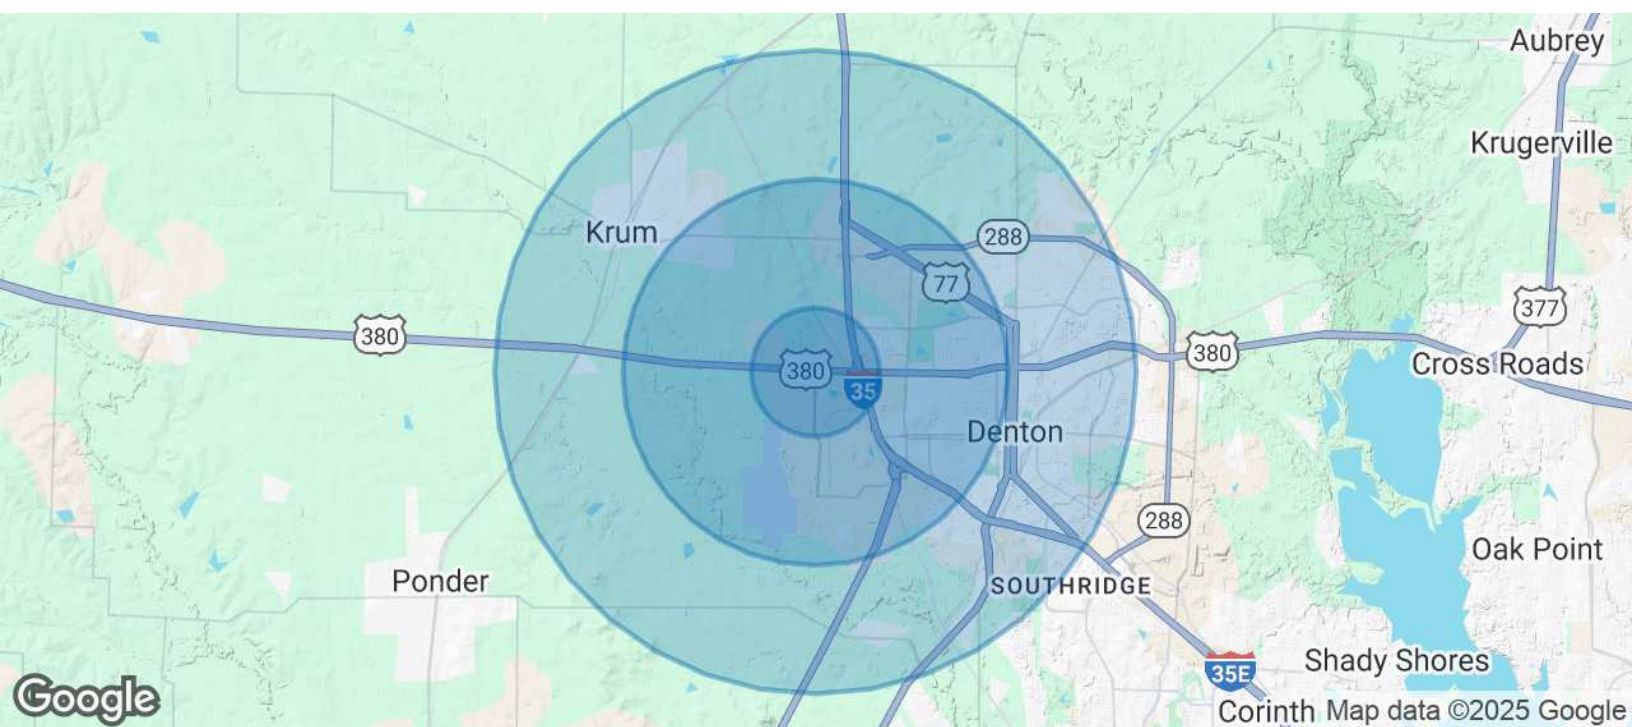 Aubrey
Krugerville
Krum
288
77
377
380
380
380
35
Cross Roads
Denton
288
Oak Point
Ponder
SOUTHRIDGE
Shady Shores
35E
Google
Corinth Map data ©2025 Google